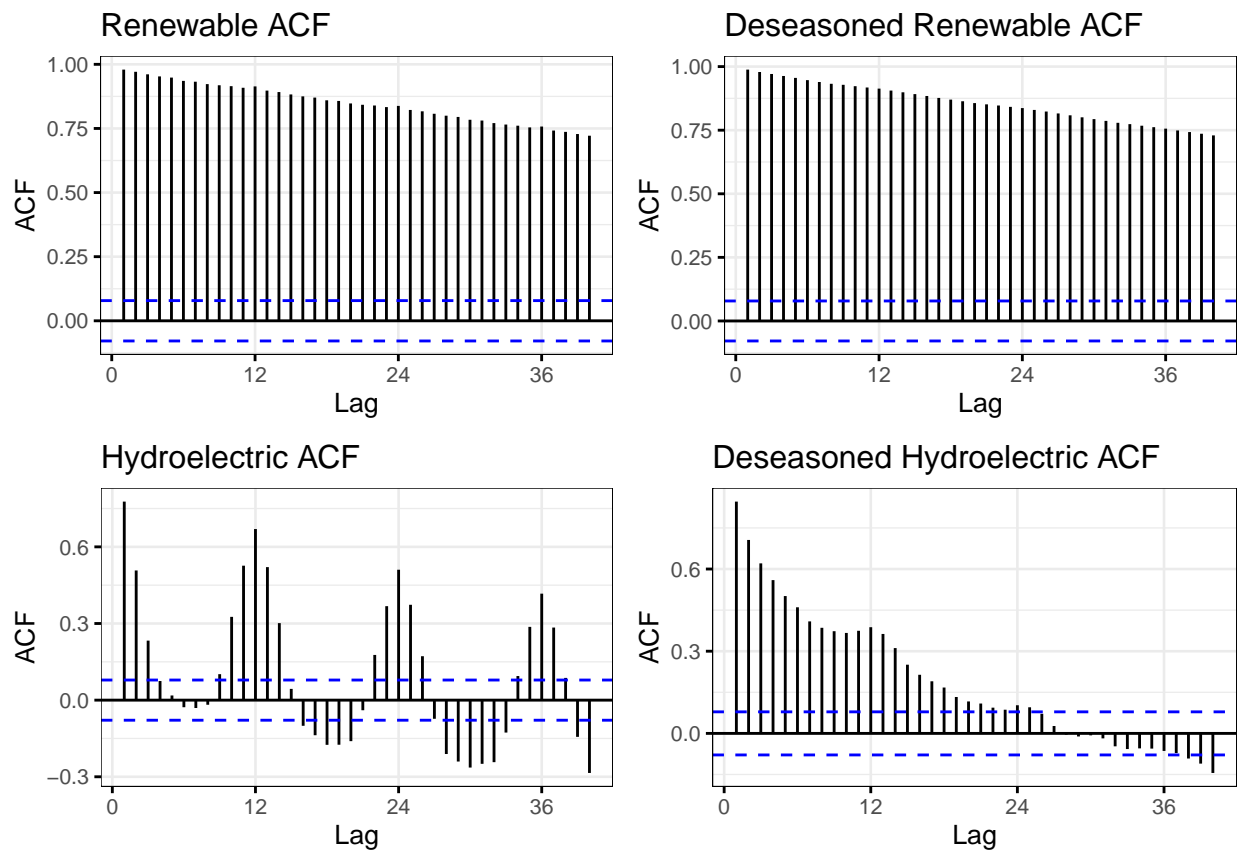 Renewable ACF
1.00
0.75
0.50
0.25
0.00
ACF
0 12 24 36
Lag
Deseasoned Renewable ACF
1.00
0.75
0.50
0.25
0.00
ACF
0 12 24 36
Lag
Hydroelectric ACF
0.6
0.3
0.0
−0.3
ACF
0 12 24 36
Lag
Deseasoned Hydroelectric ACF
0.6
0.3
0.0
ACF
0 12 24 36
Lag